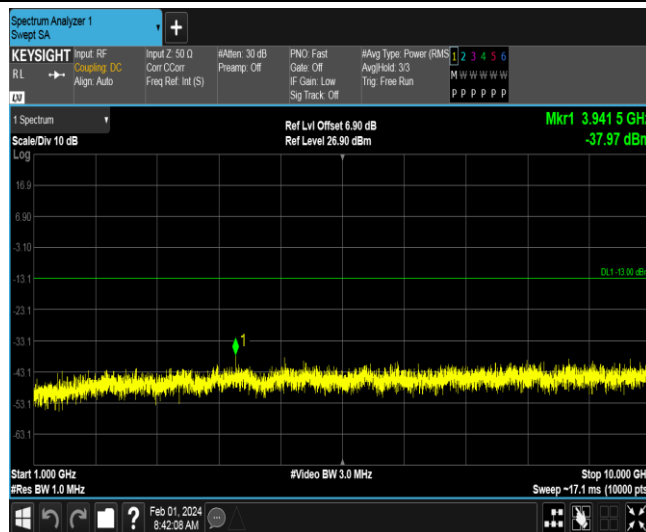 Spectrum Analyzer 1
Swept SA
+
KEYSIGHT
RL
LXI
Input: RF
Coupling: DC
Align: Auto
Input Z: 50 Ω
Corr CCorr
Freq Ref: Int (S)
#Atten: 30 dB
Preamp: Off
PNO: Fast
Gate: Off
IF Gain: Low
Sig Track: Off
#Avg Type: Power (RMS
Avg|Hold: 3/3
Trig: Free Run
1 2 3 4 5 6
M W W W W W
P P P P P P
1 Spectrum
Scale/Div 10 dB
Log
Ref Lvl Offset 6.90 dB
Ref Level 26.90 dBm
Mkr1 3.941 5 GHz
-37.97 dBm
16.9
6.90
-3.10
DL1 -13.00 dBm
-13.1
-23.1
-33.1
1
-43.1
-53.1
-63.1
Start 1.000 GHz
#Res BW 1.0 MHz
#Video BW 3.0 MHz
Stop 10.000 GHz
Sweep ~17.1 ms (10000 pts
?
Feb 01, 2024
8:42:08 AM